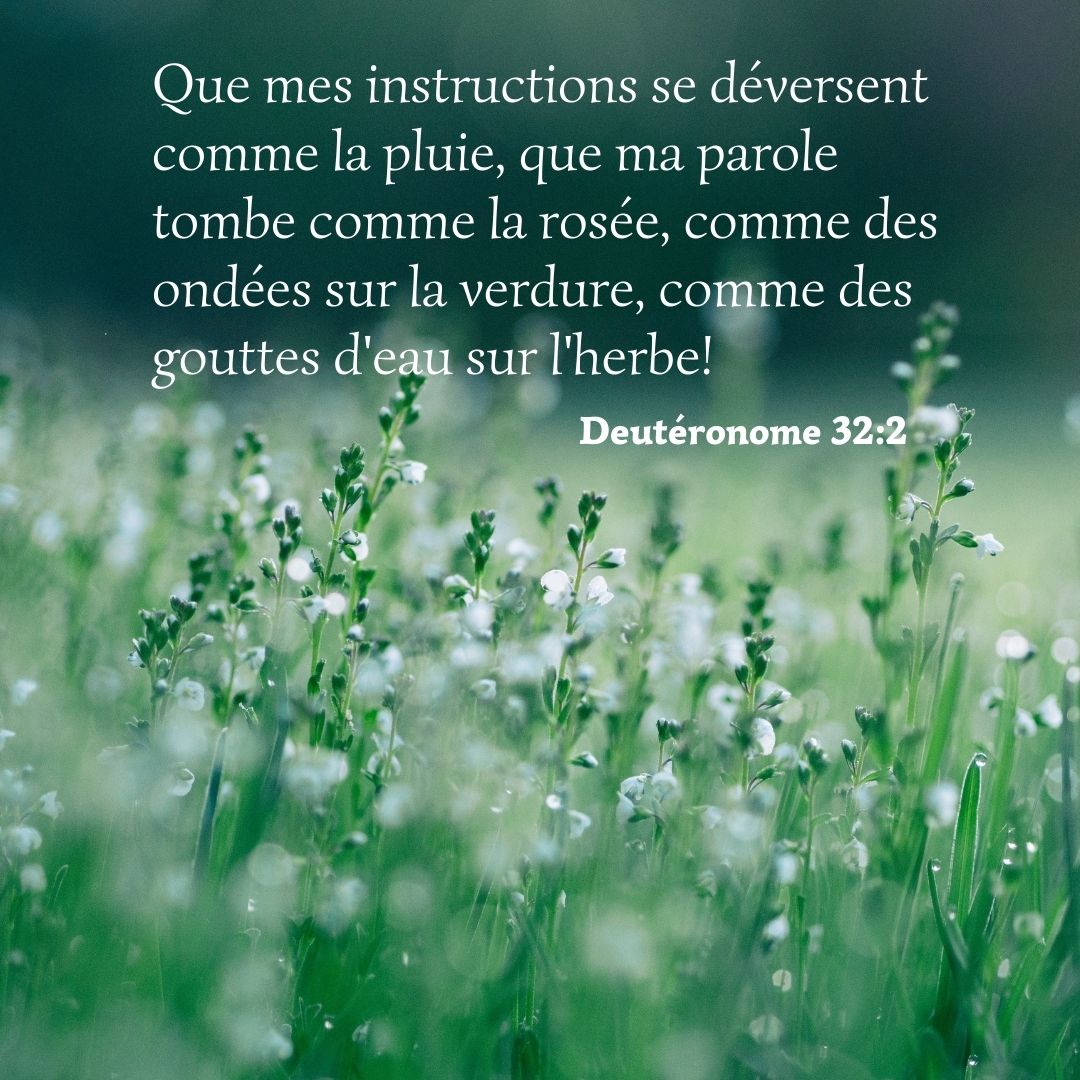 Que mes instructions se déversent
comme la pluie, que ma parole
tombe comme la rosée, comme des
ondées sur la verdure, comme des
gouttes d'eau sur l'herbe!
Deutéronome 32:2